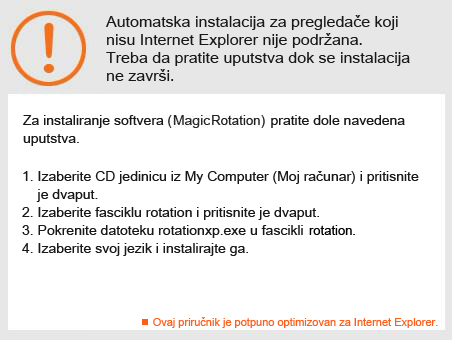 Automatska instalacija za pregledače koji
nisu Internet Explorer nije podržana.
Treba da pratite uputstva dok se instalacija
ne završi.
Za instaliranje softvera (MagicRotation) pratite dole navedena
uputstva.
1. Izaberite CD jedinicu iz My Computer (Moj računar) i pritisnite
je dvaput.
2. Izaberite fasciklu rotation i pritisnite je dvaput.
3. Pokrenite datoteku rotationxp.exe u fascikli rotation.
4. Izaberite svoj jezik i instalirajte ga.
Ovaj priručnik je potpuno optimizovan za Internet Explorer.